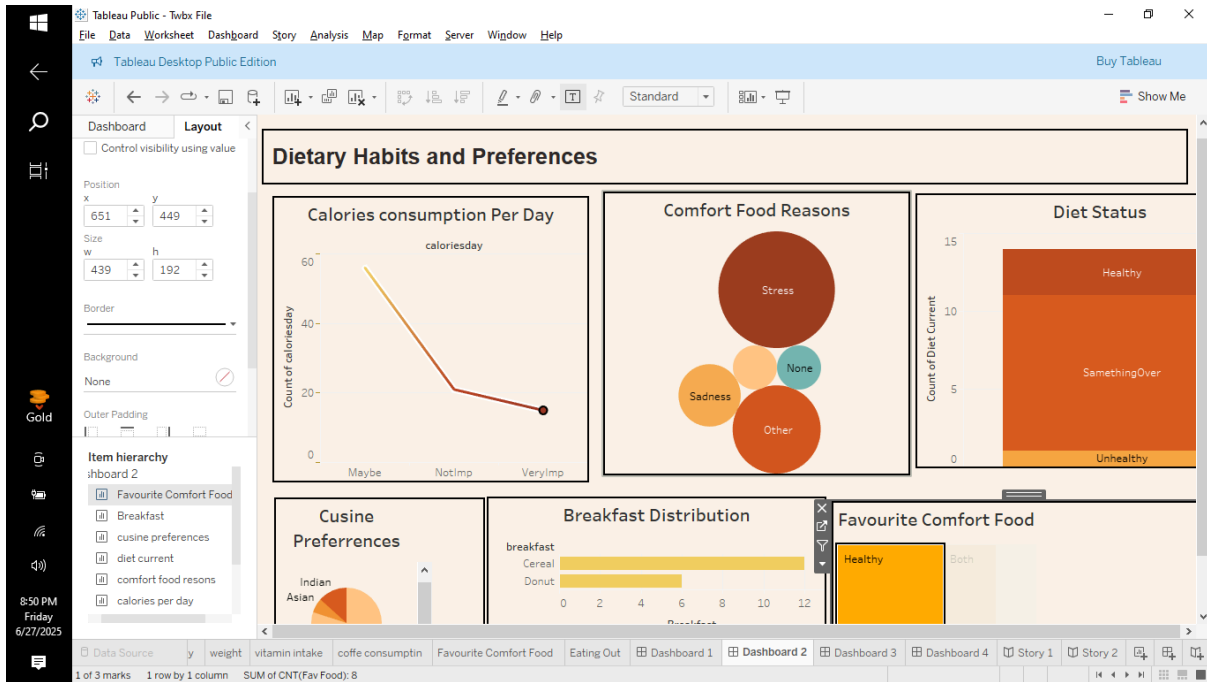 Tableau Public - Twbx File
File Data Worksheet Dashboard Story Analysis Map Format Server Window Help
Tableau Desktop Public Edition
Buy Tableau
Standard
Show Me
Dashboard
Layout
Control visibility using value
Position
x y
651 449
Size
w h
439 192
Border
Background
None
Outer Padding
Item hierarchy
shboard 2
Favourite Comfort Food
Breakfast
cusine preferences
diet current
comfort food resons
calories per day
Gold
8:50 PM
Friday
6/27/2025
Dietary Habits and Preferences
Calories consumption Per Day
caloriesday
Count of caloriesday
60
40
20
0
Maybe NotImp VeryImp
Comfort Food Reasons
Stress
None
Sadness
Other
Diet Status
Count of Diet Current
15
10
5
0
Healthy
SamethingOver
Unhealthy
Cusine
Preferrences
Indian
Asian
Breakfast Distribution
breakfast
Cereal
Donut
0 2 4 6 8 10 12
Breakfast
Favourite Comfort Food
Healthy
Both
Data Source y weight vitamin intake coffe consumptin Favourite Comfort Food Eating Out Dashboard 1 Dashboard 2 Dashboard 3 Dashboard 4 Story 1 Story 2
1 of 3 marks 1 row by 1 column SUM of CNT(Fav Food): 8